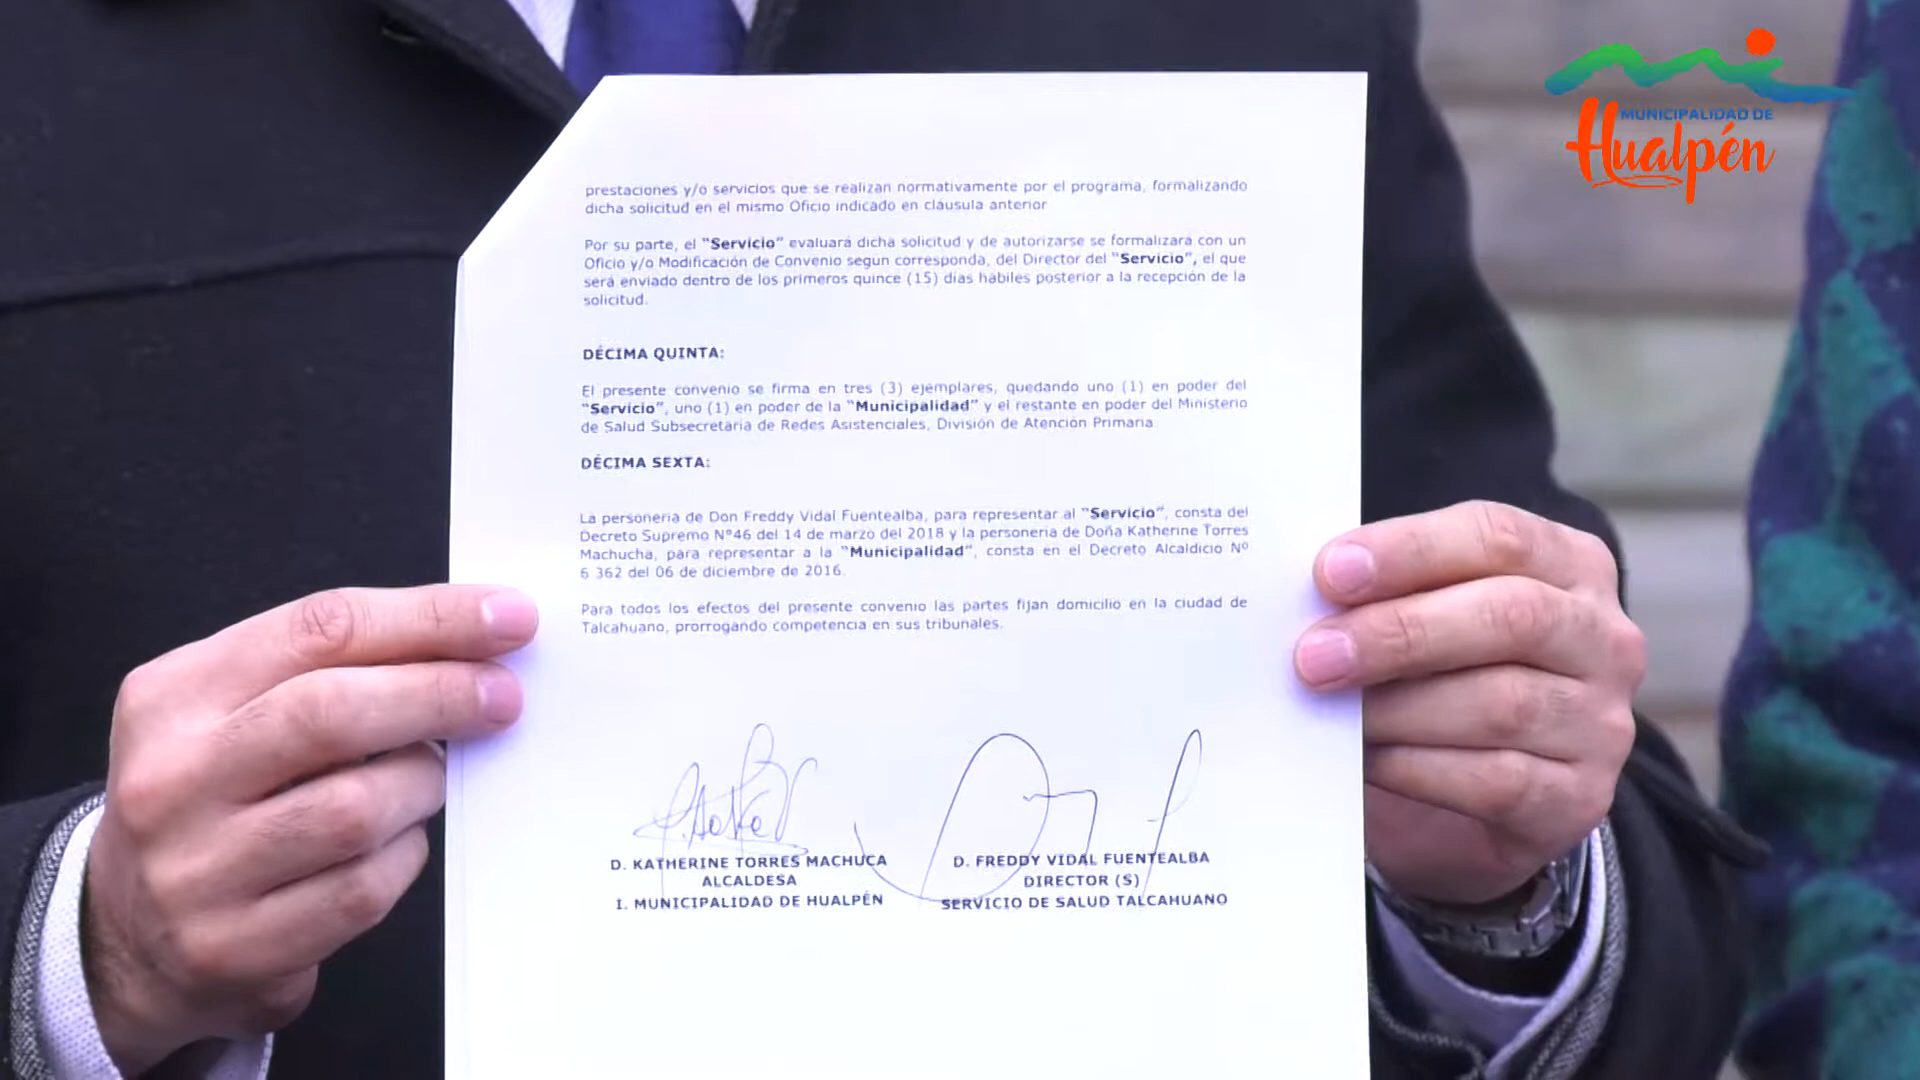 MUNICIPALIDAD DE
Hualpén
prestaciones y/o servicios que se realizan normativamente por el programa, formalizando
dicha solicitud en el mismo Oficio indicado en cláusula anterior
Por su parte, el "Servicio" evaluará dicha solicitud y de autorizarse se formalizará con un
Oficio y/o Modificación de Convenio segun corresponda, del Director del "Servicio", el que
será enviado dentro de los primeros quince (15) días hábiles posterior a la recepción de la
solicitud.
DÉCIMA QUINTA:
El presente convenio se firma en tres (3) ejemplares, quedando uno (1) en poder del
"Servicio", uno (1) en poder de la "Municipalidad" y el restante en poder del Ministerio
de Salud Subsecretaría de Redes Asistenciales, División de Atención Primaria.
DÉCIMA SEXTA:
La personería de Don Freddy Vidal Fuentealba, para representar al "Servicio", consta del
Decreto Supremo Nº46 del 14 de marzo del 2018 y la personería de Doña Katherine Torres
Machucha, para representar a la "Municipalidad", consta en el Decreto Alcaldicio Nº
6 362 del 06 de diciembre de 2016.
Para todos los efectos del presente convenio las partes fijan domicilio en la ciudad de
Talcahuano, prorrogando competencia en sus tribunales.
D. KATHERINE TORRES MACHUCA
ALCALDESA
I. MUNICIPALIDAD DE HUALPÉN
D. FREDDY VIDAL FUENTEALBA
DIRECTOR (S)
SERVICIO DE SALUD TALCAHUANO